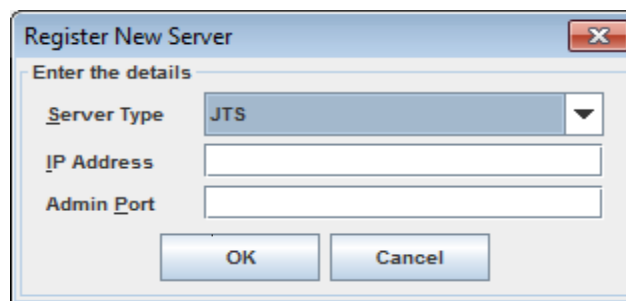 Register New Server
Enter the details
Server Type JTS
IP Address
Admin Port
OK Cancel